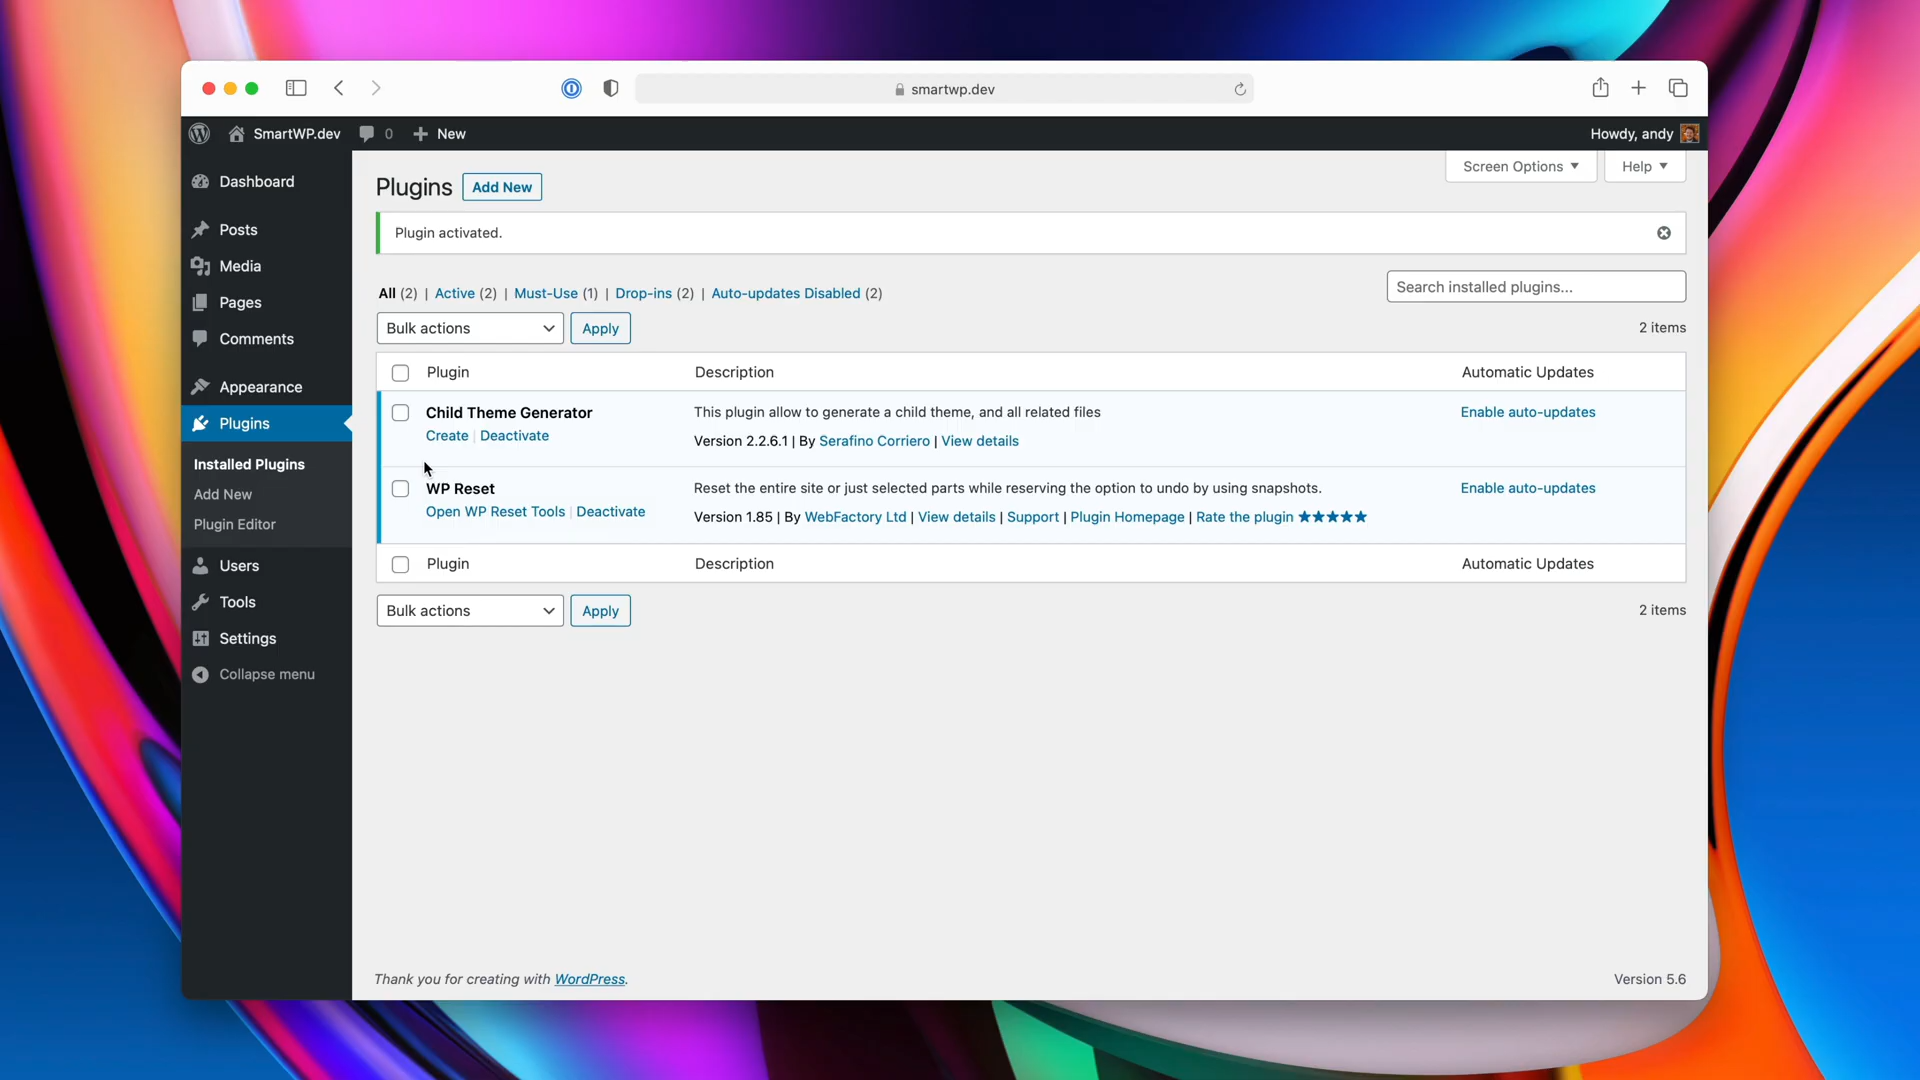 smartwp.dev
SmartWP.dev 0 New
Howdy, andy
Dashboard
Posts
Media
Pages
Comments
Appearance
Plugins
Installed Plugins
Add New
Plugin Editor
Users
Tools
Settings
Collapse menu
Screen Options
Help
Plugins Add New
Plugin activated.
All (2) | Active (2) | Must-Use (1) | Drop-ins (2) | Auto-updates Disabled (2)
Search installed plugins...
Bulk actions Apply
2 items
Plugin Description Automatic Updates
Child Theme Generator
Create | Deactivate
This plugin allow to generate a child theme, and all related files
Version 2.2.6.1 | By Serafino Corriero | View details
Enable auto-updates
WP Reset
Open WP Reset Tools | Deactivate
Reset the entire site or just selected parts while reserving the option to undo by using snapshots.
Version 1.85 | By WebFactory Ltd | View details | Support | Plugin Homepage | Rate the plugin ★★★★★
Enable auto-updates
Plugin Description Automatic Updates
Bulk actions Apply
2 items
Thank you for creating with WordPress.
Version 5.6